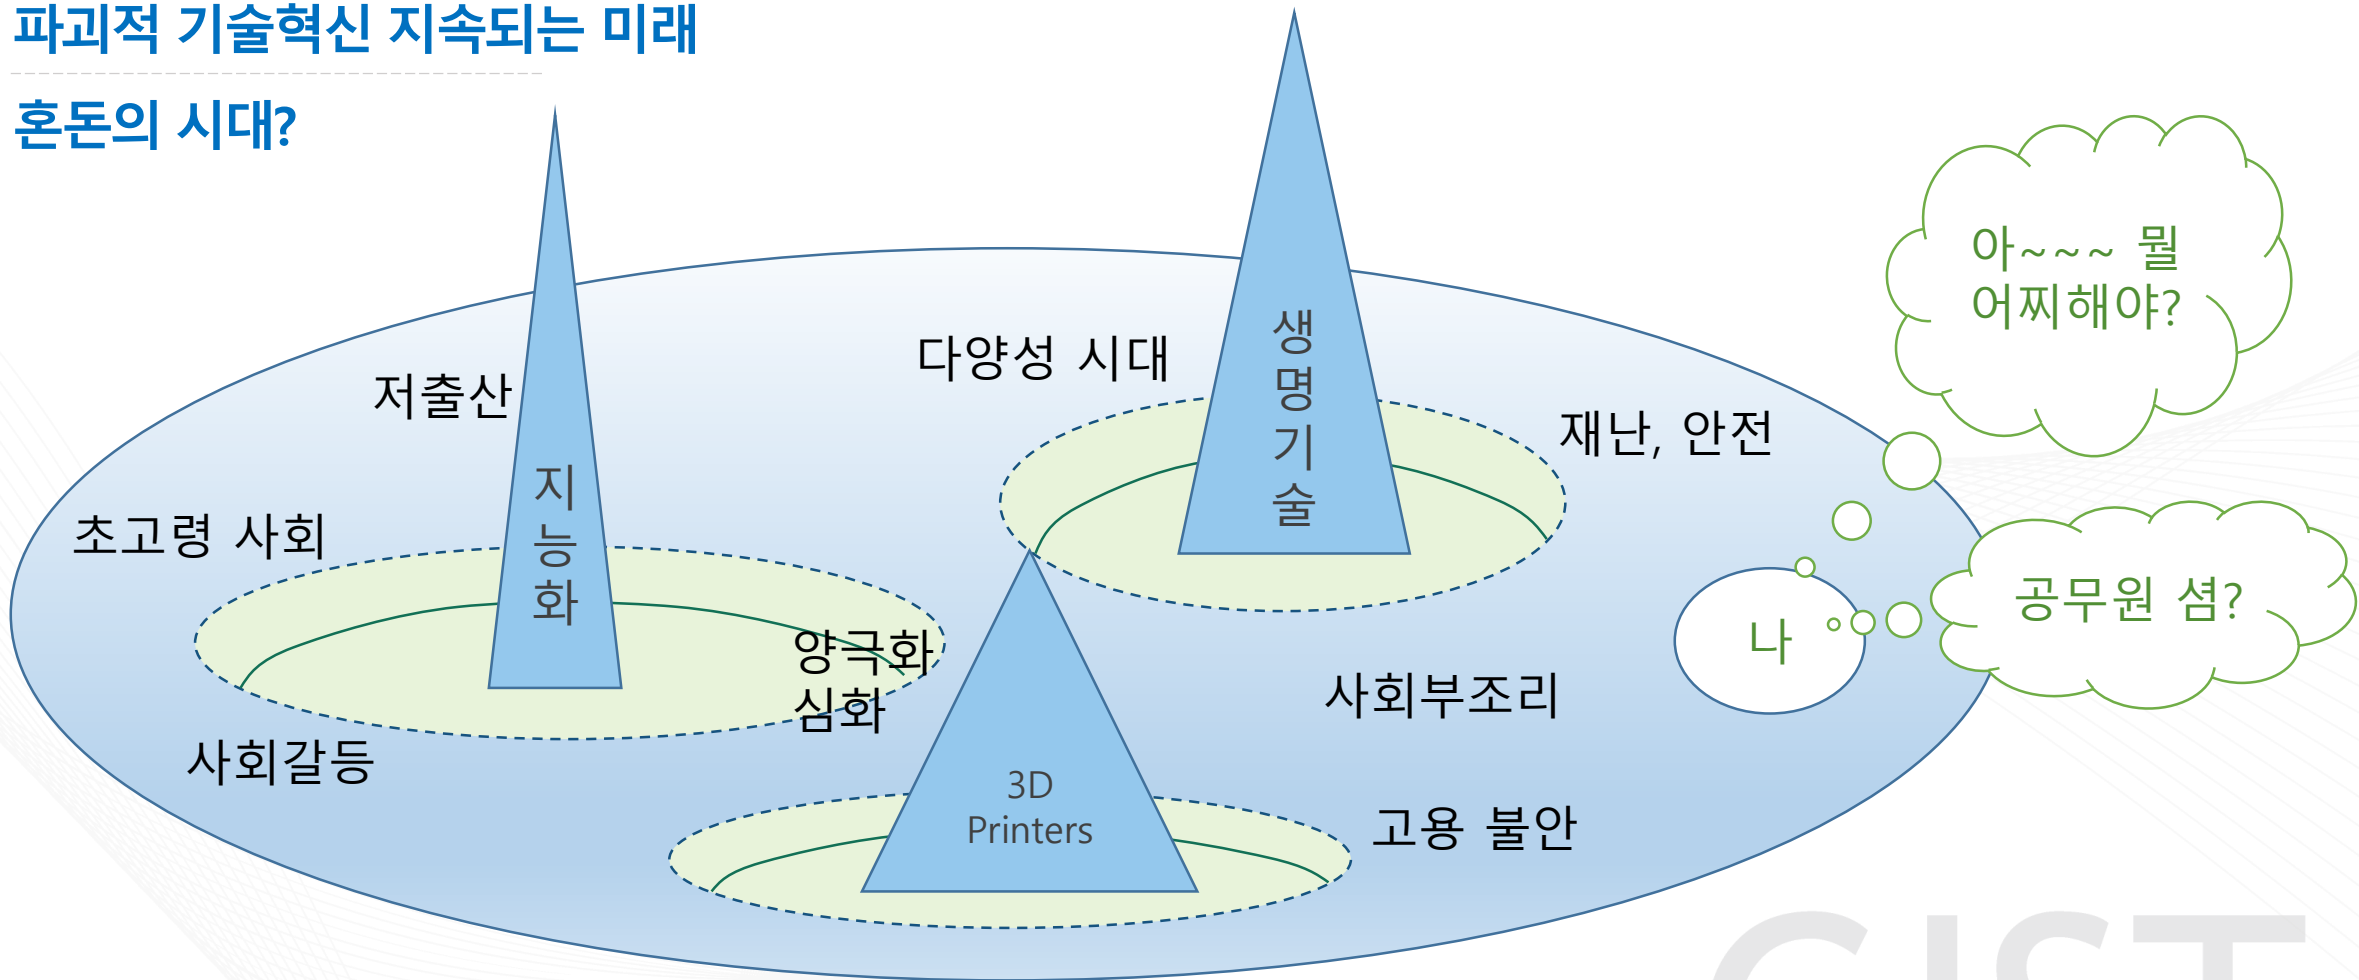 파괴적 기술혁신 지속되는 미래
혼돈의 시대?
아~~~ 뭘
어찌해야?
생
명
기
술
다양성 시대
저출산
재난, 안전
지
능
화
초고령 사회
공무원 셤?
나
양극화
심화
사회부조리
사회갈등
3D
Printers
고용 불안
GIST